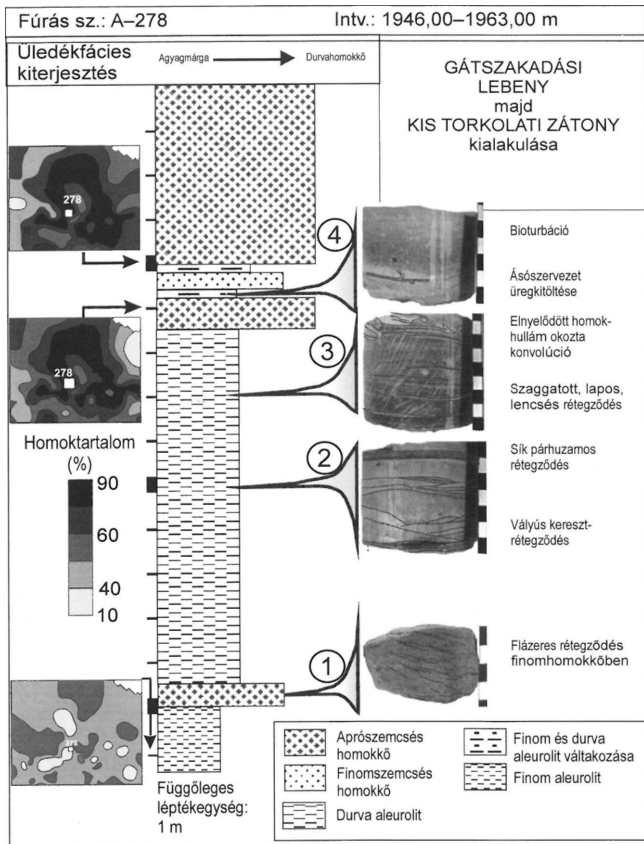 Fúrás sz.: A–278
Intv.: 1946,00–1963,00 m
Üledékfácies
kiterjesztés
Agyagmárga
Durvahomokkő
GÁTSZAKADÁSI
LEBENY
majd
KIS TORKOLATI ZÁTONY
kialakulása
278
4
Bioturbáció
Ásószervezet
üregkitöltése
278
3
Elnyelődött homok-
hullám okozta
konvolúció
Szaggatott, lapos,
lencsés rétegződés
Homoktartalom
(%)
90
60
40
10
2
Sík párhuzamos
rétegződés
Vályús kereszt-
rétegződés
1
Flázeres rétegződés
finomhomokkőben
Függőleges
léptékegység:
1 m
Aprószemcsés
homokkő
Finomszemcsés
homokkő
Durva aleurolit
Finom és durva
aleurolit váltakozása
Finom aleurolit